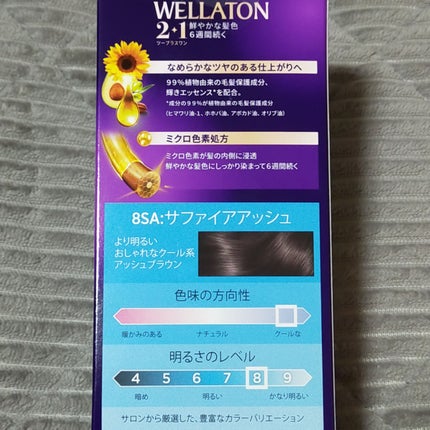 WELLATON
2+1 鮮やかな髪色
ツープラスワン 6週間続く
なめらかなツヤのある仕上がりへ
99%植物由来の毛髪保護成分、
輝きエッセンス*を配合。
*成分の99%が植物由来の毛髪保護成分
(ヒマワリ油-1、ホホバ油、アボカド油、オリブ油)
ミクロ色素処方
ミクロ色素が髪の内側に浸透
鮮やかな髪色にしっかり染まって6週間続く
8SA:サファイアアッシュ
より明るい
おしゃれなクール系
アッシュブラウン
色味の方向性
暖かみのある ナチュラル クールな
明るさのレベル
4 5 6 7 8 9
暗め 明るい かなり明るい
サロンから厳選した、豊富なカラーバリエーション